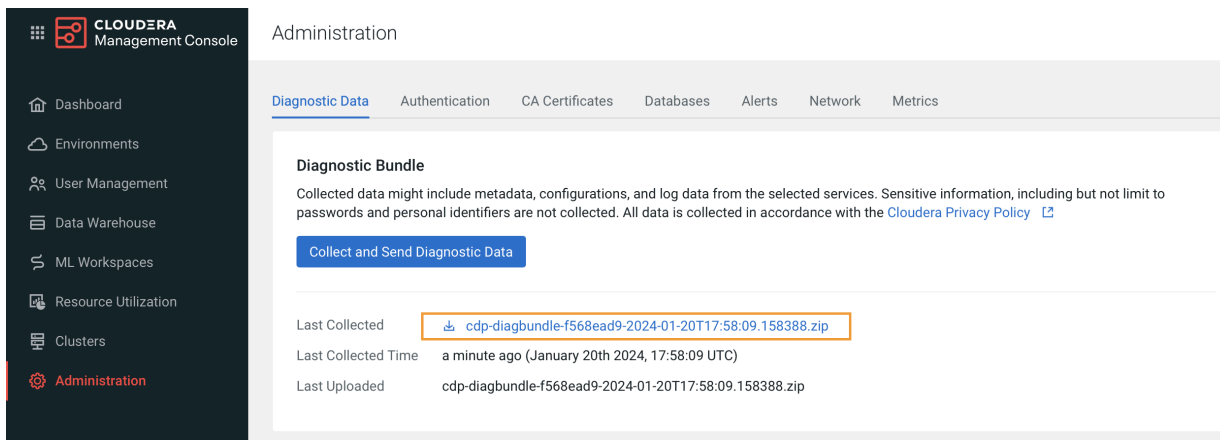 CLOUDERA
Management Console
Administration
Dashboard
Environments
User Management
Data Warehouse
ML Workspaces
Resource Utilization
Clusters
Administration
Diagnostic Data
Authentication
CA Certificates
Databases
Alerts
Network
Metrics
Diagnostic Bundle
Collected data might include metadata, configurations, and log data from the selected services. Sensitive information, including but not limit to
passwords and personal identifiers are not collected. All data is collected in accordance with the Cloudera Privacy Policy
Collect and Send Diagnostic Data
Last Collected cdp-diagbundle-f568ead9-2024-01-20T17:58:09.158388.zip
Last Collected Time a minute ago (January 20th 2024, 17:58:09 UTC)
Last Uploaded cdp-diagbundle-f568ead9-2024-01-20T17:58:09.158388.zip